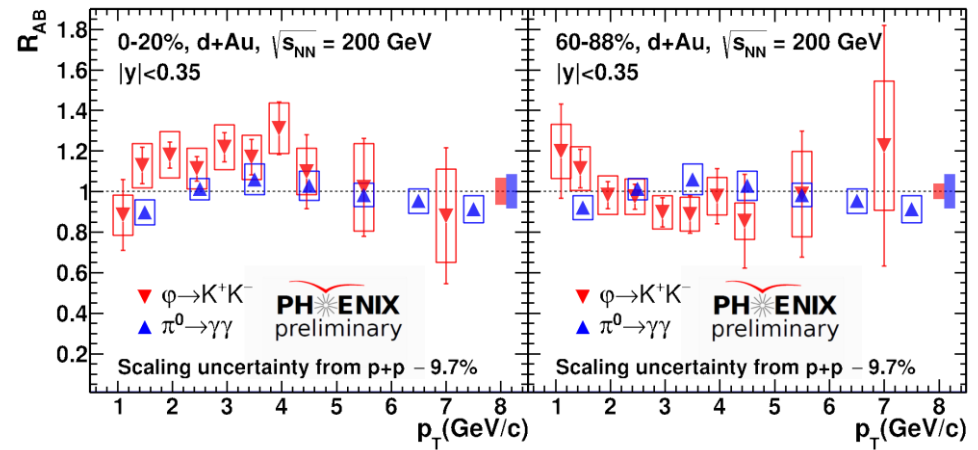 R_AB
1.8
1.6
1.4
1.2
1
0.8
0.6
0.4
0.2
0-20%, d+Au, √s_NN = 200 GeV
|y|<0.35
φ→K⁺K⁻
π⁰→γγ
PHENIX
preliminary
Scaling uncertainty from p+p − 9.7%
1 2 3 4 5 6 7 8
p_T(GeV/c)
60-88%, d+Au, √s_NN = 200 GeV
|y|<0.35
φ→K⁺K⁻
π⁰→γγ
PHENIX
preliminary
Scaling uncertainty from p+p − 9.7%
1 2 3 4 5 6 7 8
p_T(GeV/c)